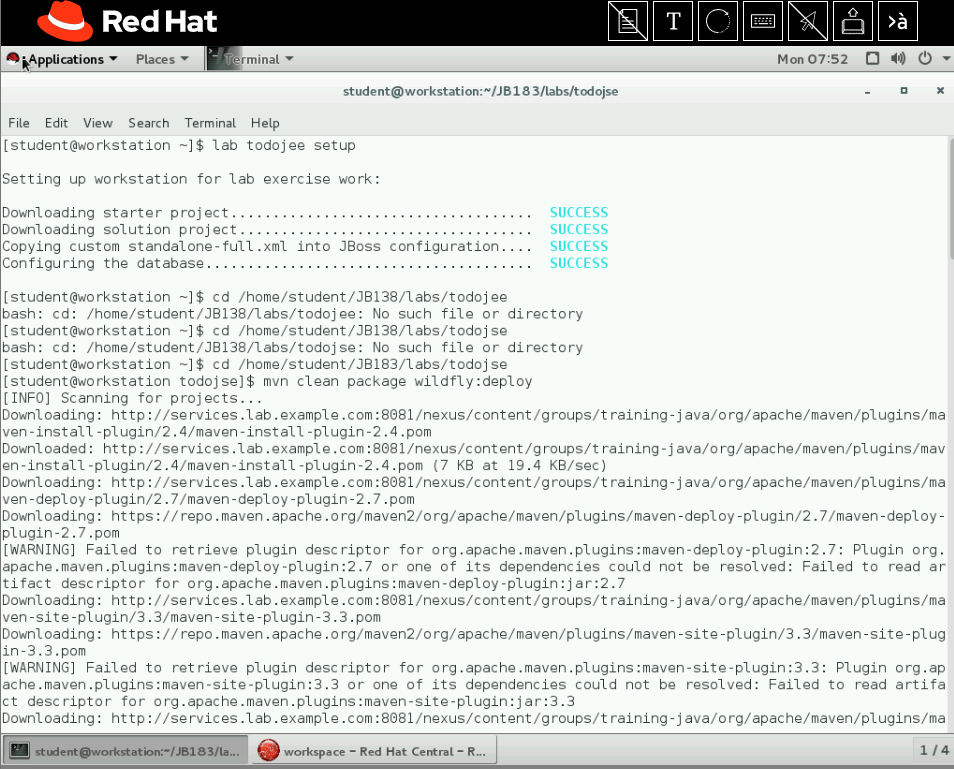 Red Hat
T
>à
Applications Places Terminal Mon 07:52
student@workstation:~/JB183/labs/todojse
File Edit View Search Terminal Help
[student@workstation ~]$ lab todojee setup
Setting up workstation for lab exercise work:
Downloading starter project.................................... SUCCESS
Downloading solution project................................... SUCCESS
Copying custom standalone-full.xml into JBoss configuration.... SUCCESS
Configuring the database....................................... SUCCESS
[student@workstation ~]$ cd /home/student/JB138/labs/todojee
bash: cd: /home/student/JB138/labs/todojee: No such file or directory
[student@workstation ~]$ cd /home/student/JB138/labs/todojse
bash: cd: /home/student/JB138/labs/todojse: No such file or directory
[student@workstation ~]$ cd /home/student/JB183/labs/todojse
[student@workstation todojse]$ mvn clean package wildfly:deploy
[INFO] Scanning for projects...
Downloading: http://services.lab.example.com:8081/nexus/content/groups/training-java/org/apache/maven/plugins/ma
ven-install-plugin/2.4/maven-install-plugin-2.4.pom
Downloaded: http://services.lab.example.com:8081/nexus/content/groups/training-java/org/apache/maven/plugins/mav
en-install-plugin/2.4/maven-install-plugin-2.4.pom (7 KB at 19.4 KB/sec)
Downloading: http://services.lab.example.com:8081/nexus/content/groups/training-java/org/apache/maven/plugins/ma
ven-deploy-plugin/2.7/maven-deploy-plugin-2.7.pom
Downloading: https://repo.maven.apache.org/maven2/org/apache/maven/plugins/maven-deploy-plugin/2.7/maven-deploy-
plugin-2.7.pom
[WARNING] Failed to retrieve plugin descriptor for org.apache.maven.plugins:maven-deploy-plugin:2.7: Plugin org.
apache.maven.plugins:maven-deploy-plugin:2.7 or one of its dependencies could not be resolved: Failed to read ar
tifact descriptor for org.apache.maven.plugins:maven-deploy-plugin:jar:2.7
Downloading: http://services.lab.example.com:8081/nexus/content/groups/training-java/org/apache/maven/plugins/ma
ven-site-plugin/3.3/maven-site-plugin-3.3.pom
Downloading: https://repo.maven.apache.org/maven2/org/apache/maven/plugins/maven-site-plugin/3.3/maven-site-plug
in-3.3.pom
[WARNING] Failed to retrieve plugin descriptor for org.apache.maven.plugins:maven-site-plugin:3.3: Plugin org.ap
ache.maven.plugins:maven-site-plugin:3.3 or one of its dependencies could not be resolved: Failed to read artifa
ct descriptor for org.apache.maven.plugins:maven-site-plugin:jar:3.3
Downloading: http://services.lab.example.com:8081/nexus/content/groups/training-java/org/apache/maven/plugins/ma
student@workstation:~/JB183/la... workspace – Red Hat Central – R... 1 / 4